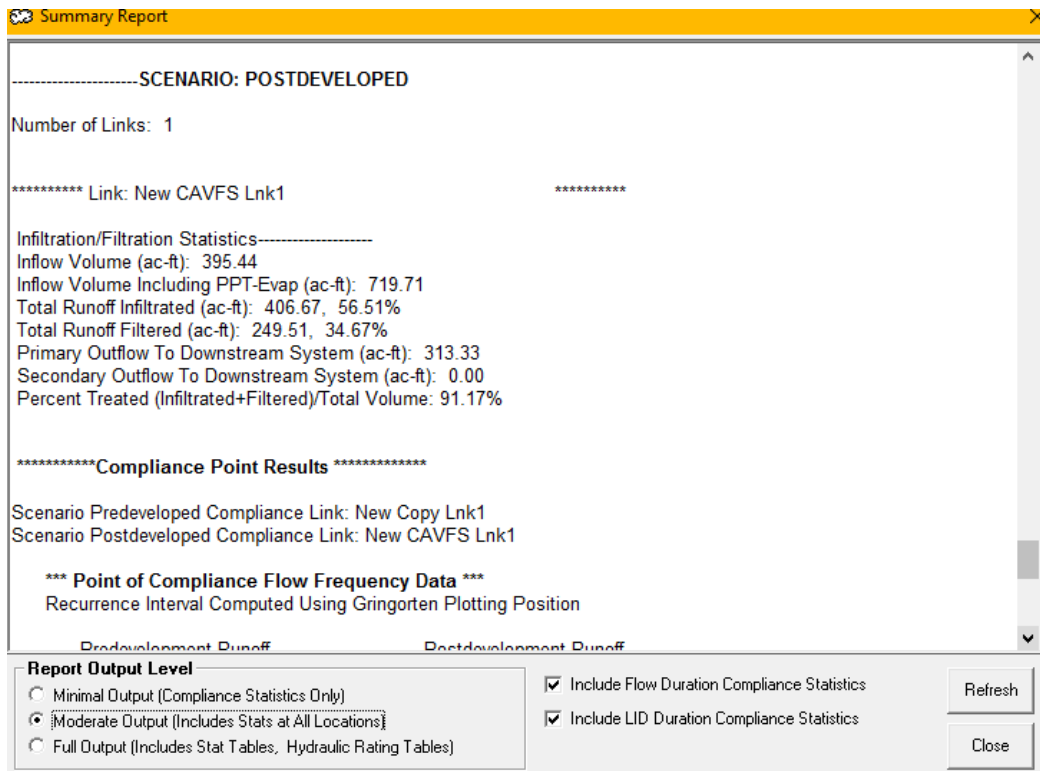 Summary Report
----------------------SCENARIO: POSTDEVELOPED
Number of Links: 1
********** Link: New CAVFS Lnk1 **********
Infiltration/Filtration Statistics--------------------
Inflow Volume (ac-ft): 395.44
Inflow Volume Including PPT-Evap (ac-ft): 719.71
Total Runoff Infiltrated (ac-ft): 406.67, 56.51%
Total Runoff Filtered (ac-ft): 249.51, 34.67%
Primary Outflow To Downstream System (ac-ft): 313.33
Secondary Outflow To Downstream System (ac-ft): 0.00
Percent Treated (Infiltrated+Filtered)/Total Volume: 91.17%
***********Compliance Point Results *************
Scenario Predeveloped Compliance Link: New Copy Lnk1
Scenario Postdeveloped Compliance Link: New CAVFS Lnk1
*** Point of Compliance Flow Frequency Data ***
Recurrence Interval Computed Using Gringorten Plotting Position
Predevelopment Runoff Postdevelopment Runoff
Report Output Level
Minimal Output (Compliance Statistics Only)
Moderate Output (Includes Stats at All Locations)
Full Output (Includes Stat Tables, Hydraulic Rating Tables)
Include Flow Duration Compliance Statistics
Include LID Duration Compliance Statistics
Refresh
Close